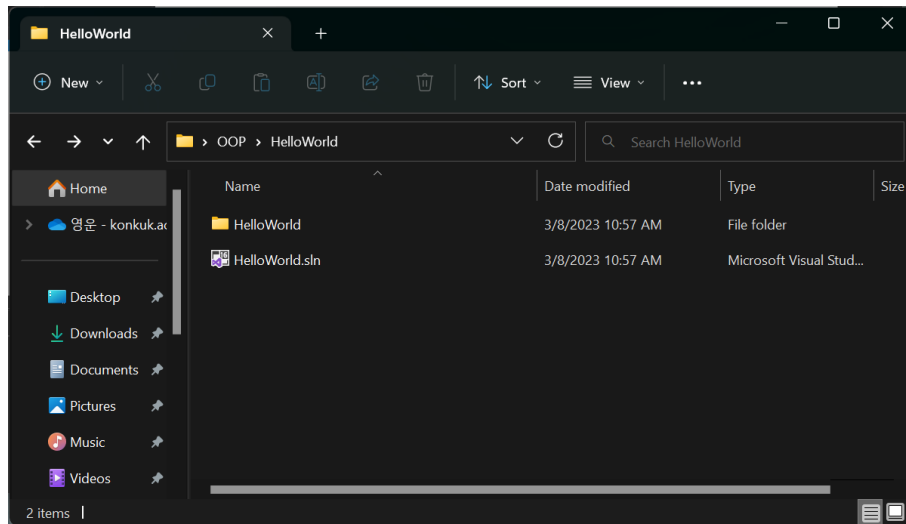 HelloWorld
New Sort View
OOP HelloWorld Search HelloWorld
Name Date modified Type Size
HelloWorld 3/8/2023 10:57 AM File folder
HelloWorld.sln 3/8/2023 10:57 AM Microsoft Visual Stud...
Home
영운 - konkuk.ac
Desktop
Downloads
Documents
Pictures
Music
Videos
2 items